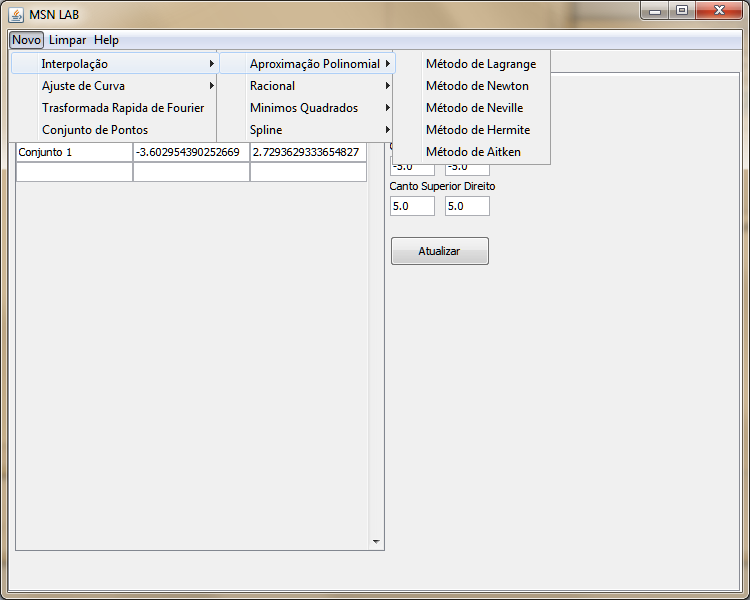 MSN LAB
Novo Limpar Help
Interpolação
Ajuste de Curva
Trasformada Rapida de Fourier
Conjunto de Pontos
Aproximação Polinomial
Racional
Minimos Quadrados
Spline
Método de Lagrange
Método de Newton
Método de Neville
Método de Hermite
Método de Aitken
Conjunto 1 -3.602954390252669 2.7293629333654827
-5.0 -5.0
Canto Superior Direito
5.0 5.0
Atualizar